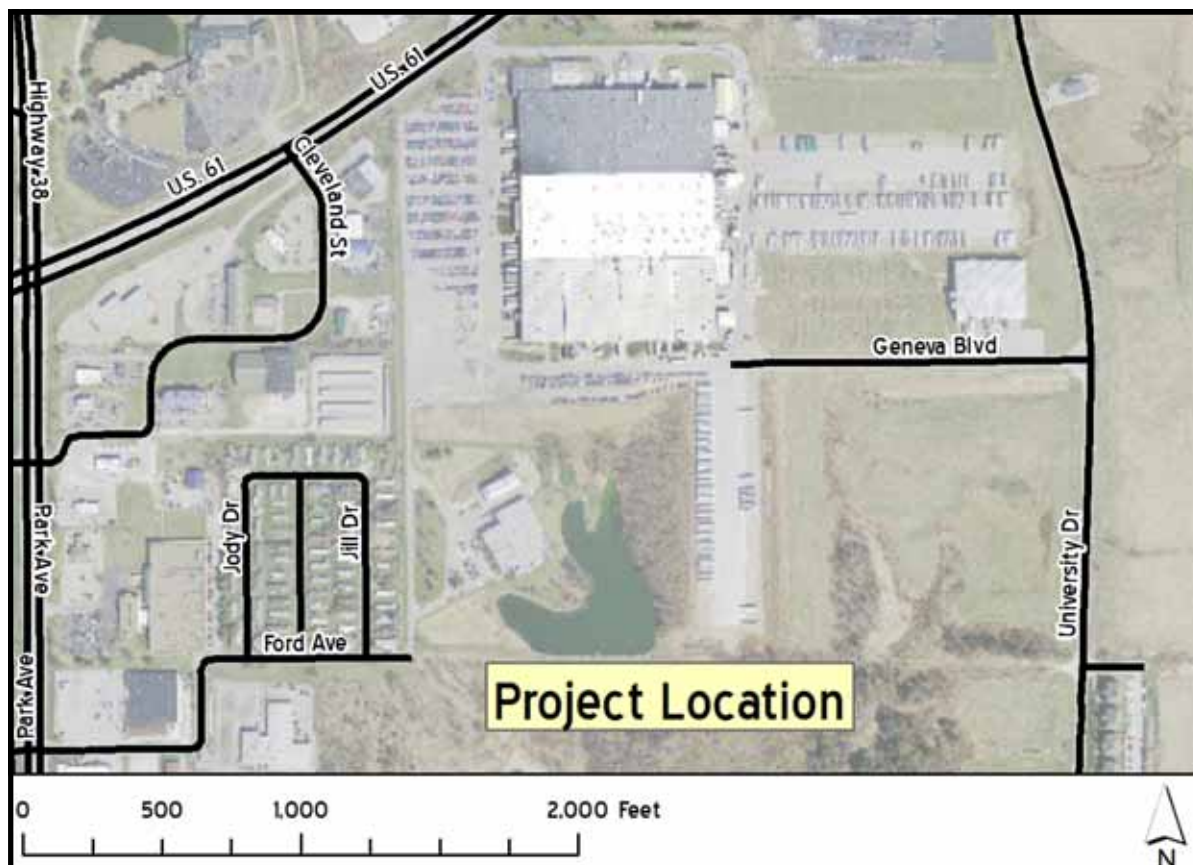 U.S. 61
U.S. 61
Highway 38
Cleveland St
Geneva Blvd
Park Ave
Jody Dr
Jill Dr
University Dr
Ford Ave
Park Ave
Project Location
0 500 1,000 2,000 Feet
N